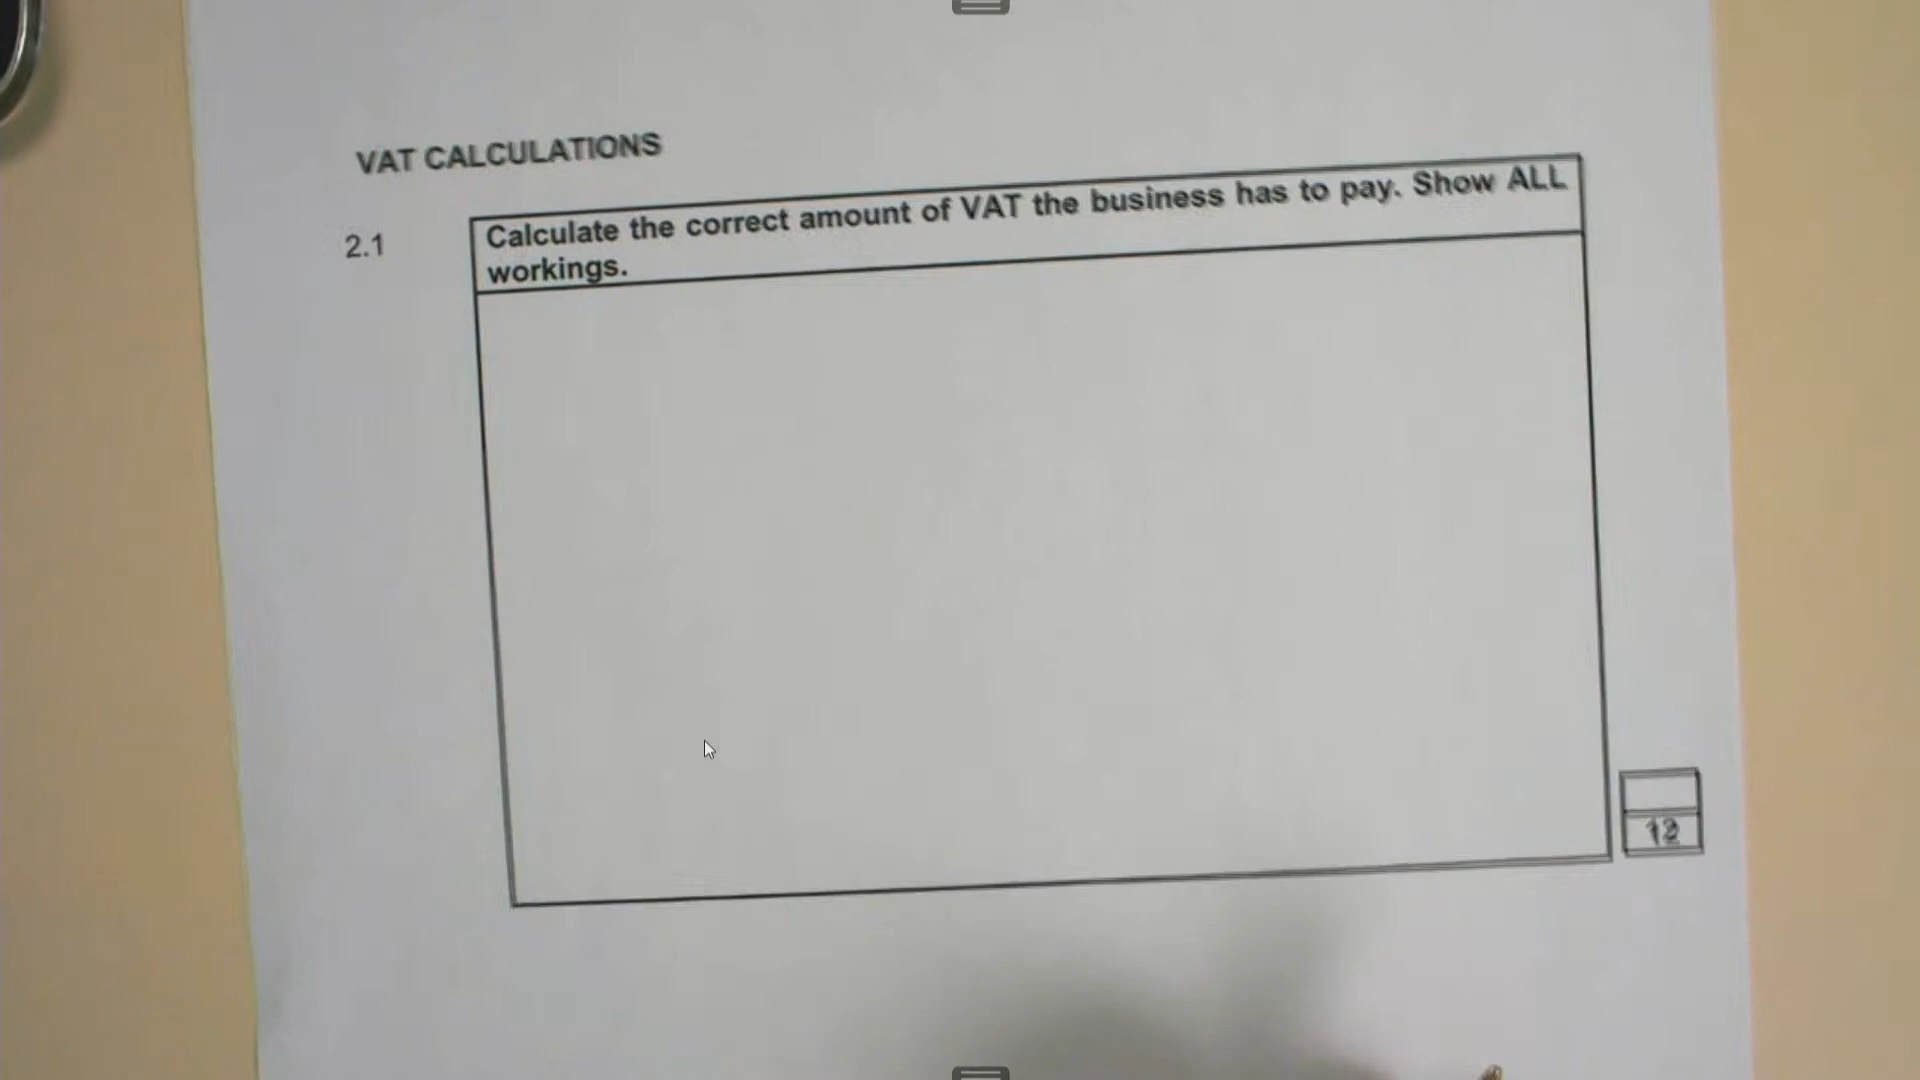 VAT CALCULATIONS
2.1
Calculate the correct amount of VAT the business has to pay. Show ALL
workings.
12